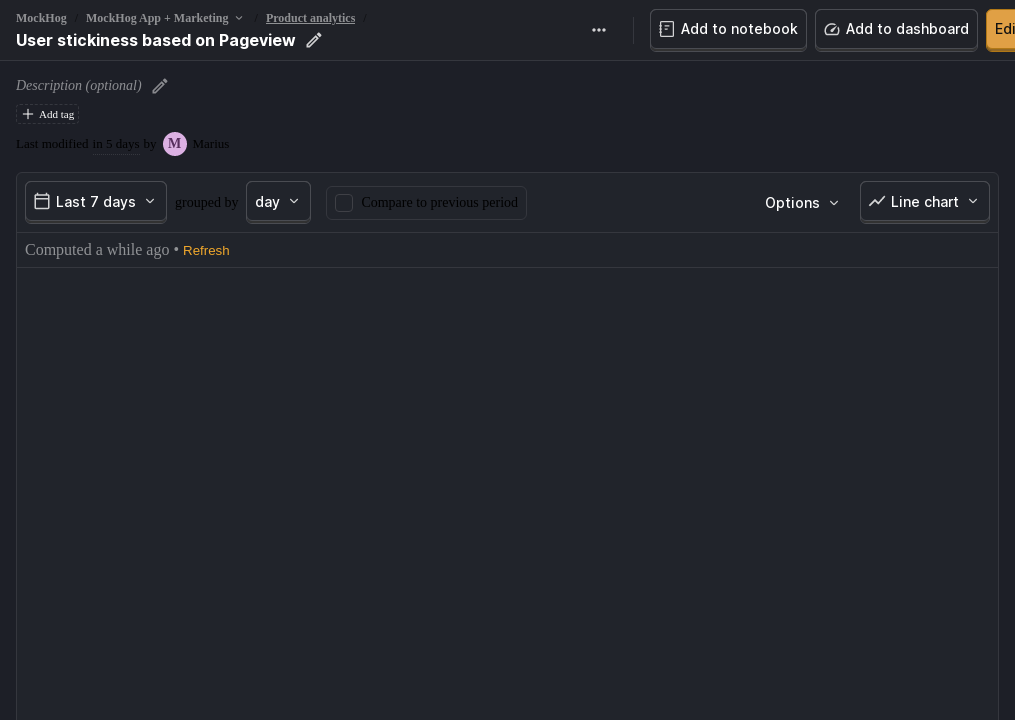 MockHog / MockHog App + Marketing / Product analytics /
User stickiness based on Pageview
Add to notebook
Add to dashboard
Edi
Description (optional)
Add tag
Last modified in 5 days by M Marius
Last 7 days grouped by day Compare to previous period Options Line chart
Computed a while ago • Refresh